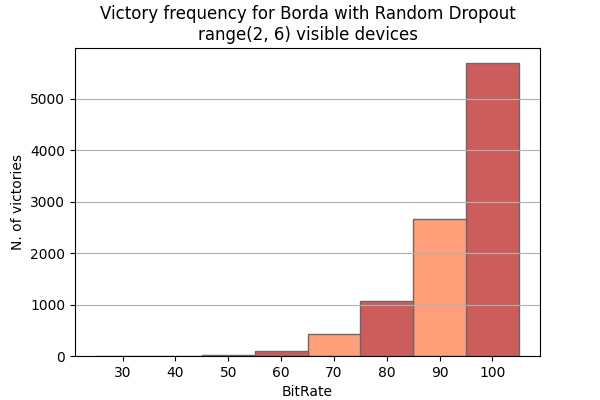 Victory frequency for Borda with Random Dropout
range(2, 6) visible devices
5000
4000
3000
2000
1000
0
N. of victories
30 40 50 60 70 80 90 100
BitRate